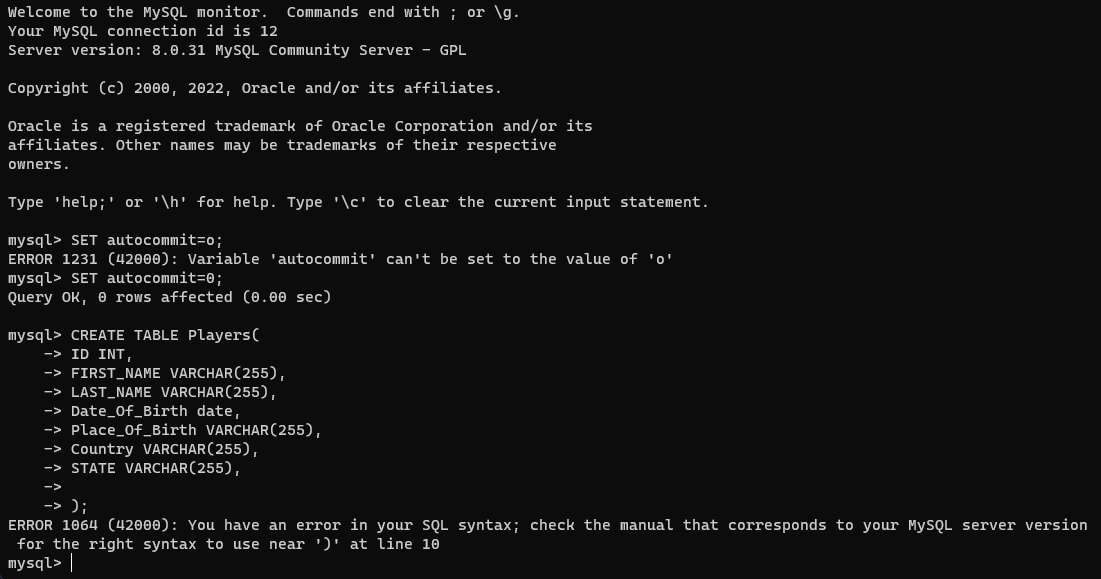 Welcome to the MySQL monitor.  Commands end with ; or \g.
Your MySQL connection id is 12
Server version: 8.0.31 MySQL Community Server - GPL

Copyright (c) 2000, 2022, Oracle and/or its affiliates.

Oracle is a registered trademark of Oracle Corporation and/or its
affiliates. Other names may be trademarks of their respective
owners.

Type 'help;' or '\h' for help. Type '\c' to clear the current input statement.

mysql> SET autocommit=o;
ERROR 1231 (42000): Variable 'autocommit' can't be set to the value of 'o'
mysql> SET autocommit=0;
Query OK, 0 rows affected (0.00 sec)

mysql> CREATE TABLE Players(
    -> ID INT,
    -> FIRST_NAME VARCHAR(255),
    -> LAST_NAME VARCHAR(255),
    -> Date_Of_Birth date,
    -> Place_Of_Birth VARCHAR(255),
    -> Country VARCHAR(255),
    -> STATE VARCHAR(255),
    ->
    -> );
ERROR 1064 (42000): You have an error in your SQL syntax; check the manual that corresponds to your MySQL server version
 for the right syntax to use near ')' at line 10
mysql>